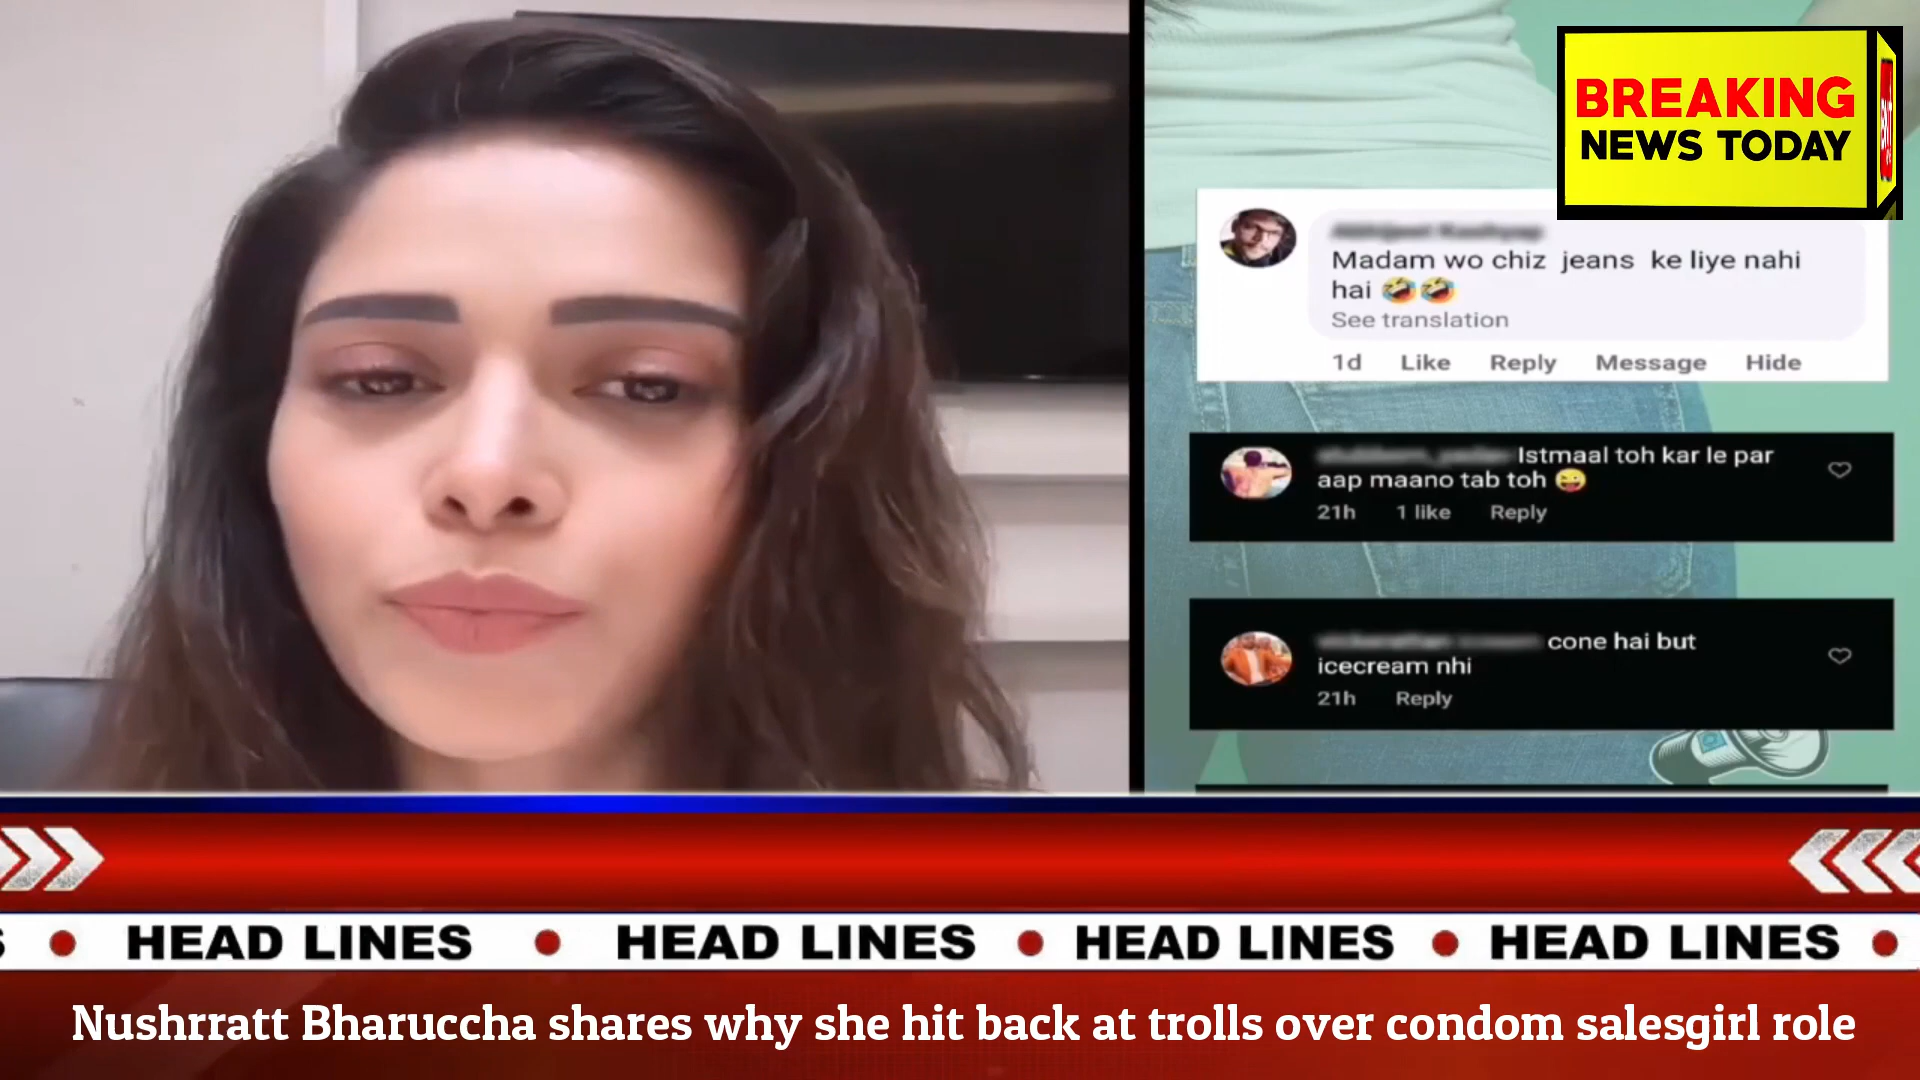 BREAKING
NEWS TODAY
Madam wo chiz jeans ke liye nahi
hai 🤣🤣
See translation
1d Like Reply Message Hide
Istmaal toh kar le par
aap maano tab toh 😜
21h 1 like Reply
cone hai but
icecream nhi
21h Reply
S • HEAD LINES • HEAD LINES • HEAD LINES • HEAD LINES •
Nushrratt Bharuccha shares why she hit back at trolls over condom salesgirl role